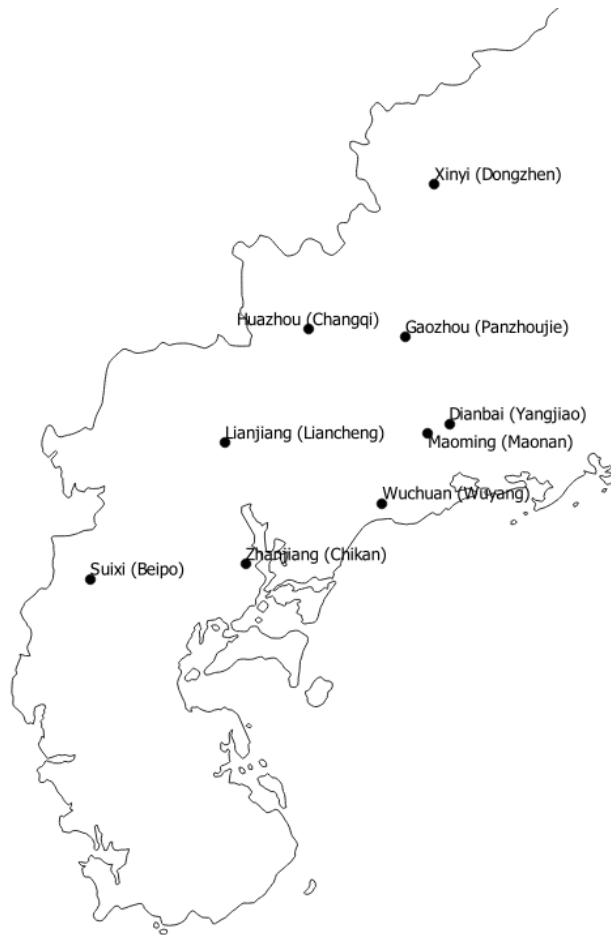 Xinyi (Dongzhen)
Huazhou (Changqi)
Gaozhou (Panzhoujie)
Dianbai (Yangjiao)
Lianjiang (Liancheng)
Maoming (Maonan)
Wuchuan (Wuyang)
Zhanjiang (Chikan)
Suixi (Beipo)